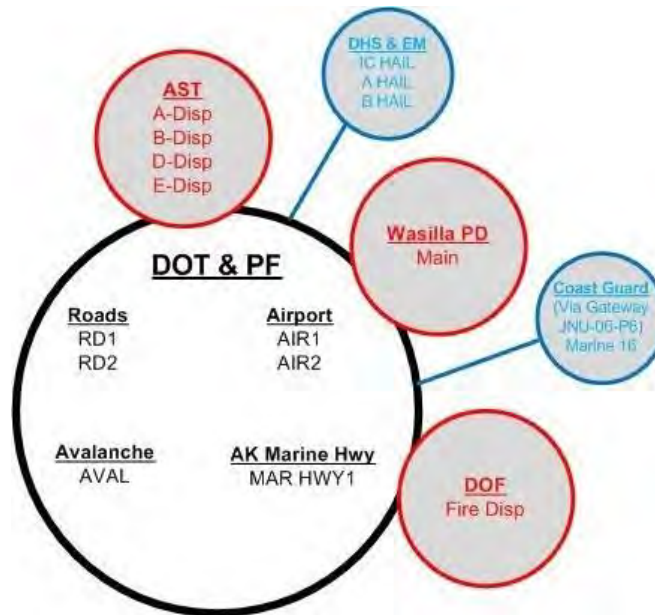 DHS & EM
IC HAIL
A HAIL
B HAIL
AST
A-Disp
B-Disp
D-Disp
E-Disp
Wasilla PD
Main
DOT & PF
Roads
RD1
RD2
Airport
AIR1
AIR2
Coast Guard
(Via Gateway
JNU-06-P6)
Marine 16
Avalanche
AVAL
AK Marine Hwy
MAR HWY1
DOF
Fire Disp